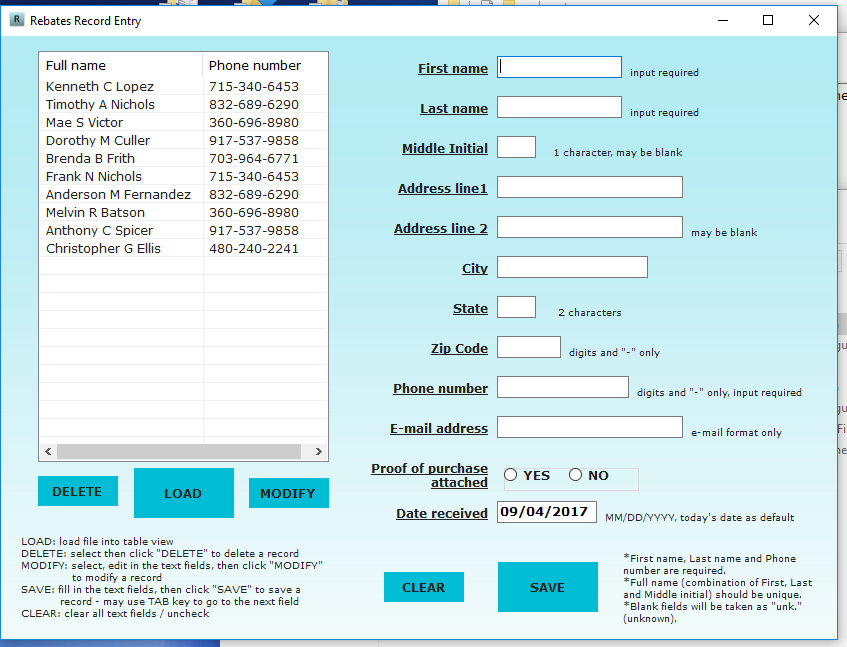 Rebates Record Entry
Full name Phone number
Kenneth C Lopez 715-340-6453
Timothy A Nichols 832-689-6290
Mae S Victor 360-696-8980
Dorothy M Culler 917-537-9858
Brenda B Frith 703-964-6771
Frank N Nichols 715-340-6453
Anderson M Fernandez 832-689-6290
Melvin R Batson 360-696-8980
Anthony C Spicer 917-537-9858
Christopher G Ellis 480-240-2241
DELETE LOAD MODIFY
LOAD: load file into table view
DELETE: select then click "DELETE" to delete a record
MODIFY: select, edit in the text fields, then click "MODIFY"
to modify a record
SAVE: fill in the text fields, then click "SAVE" to save a
record - may use TAB key to go to the next field
CLEAR: clear all text fields / uncheck
First name input required
Last name input required
Middle Initial 1 character, may be blank
Address line1
Address line 2 may be blank
City
State 2 characters
Zip Code digits and "-" only
Phone number digits and "-" only, input required
E-mail address e-mail format only
Proof of purchase
attached YES NO
Date received 09/04/2017 MM/DD/YYYY, today's date as default
CLEAR SAVE
*First name, Last name and Phone
number are required.
*Full name (combination of First, Last
and Middle initial) should be unique.
*Blank fields will be taken as "unk."
(unknown).